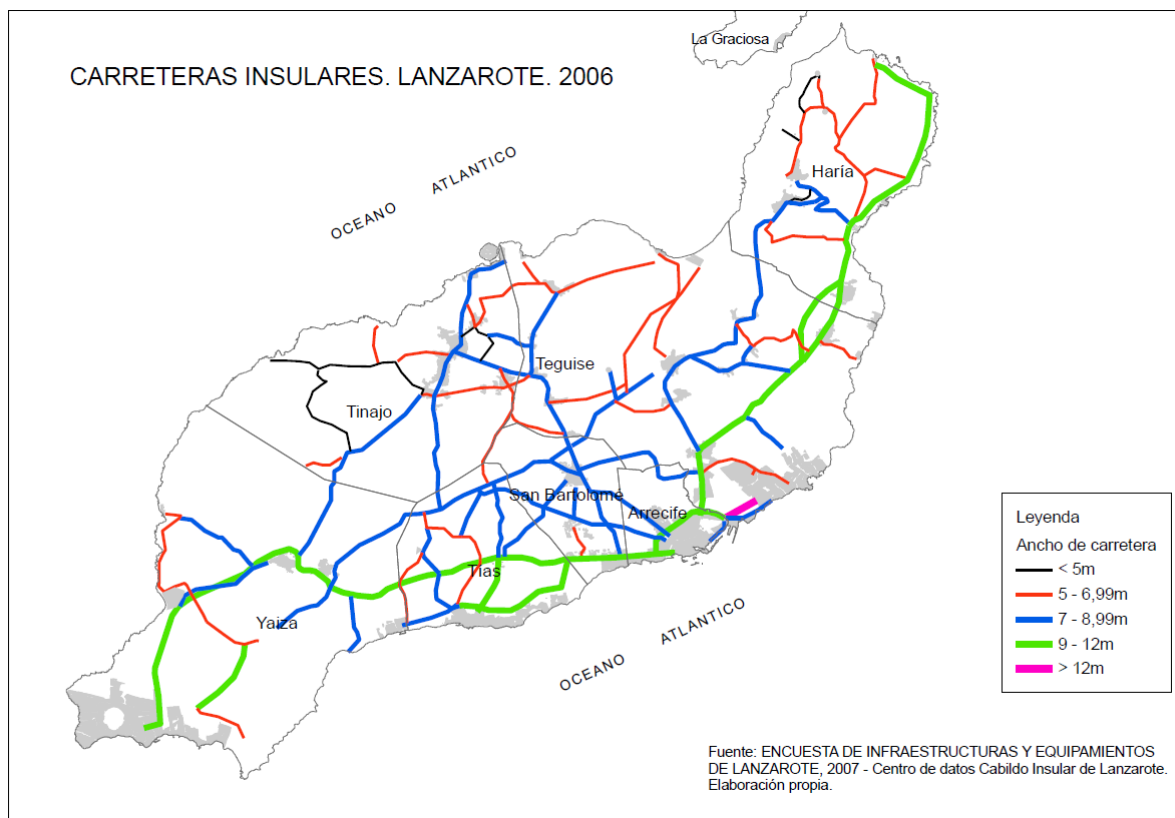 La Graciosa
CARRETERAS INSULARES. LANZAROTE. 2006
OCEANO ATLANTICO
Haría
Teguise
Tinajo
San Bartolomé
Arrecife
Tías
Yaiza
OCEANO ATLANTICO
Leyenda
Ancho de carretera
< 5m
5 - 6,99m
7 - 8,99m
9 - 12m
> 12m
Fuente: ENCUESTA DE INFRAESTRUCTURAS Y EQUIPAMIENTOS
DE LANZAROTE, 2007 - Centro de datos Cabildo Insular de Lanzarote.
Elaboración propia.